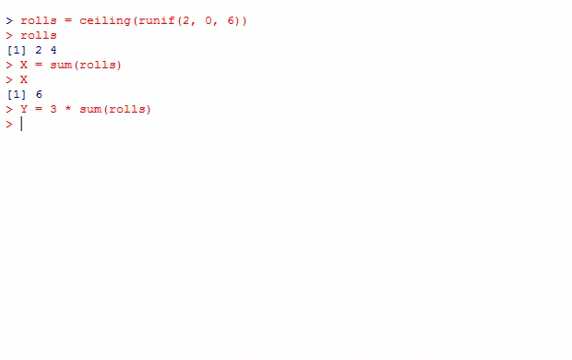 > rolls = ceiling(runif(2, 0, 6))
> rolls
[1] 2 4
> X = sum(rolls)
> X
[1] 6
> Y = 3 * sum(rolls)
>